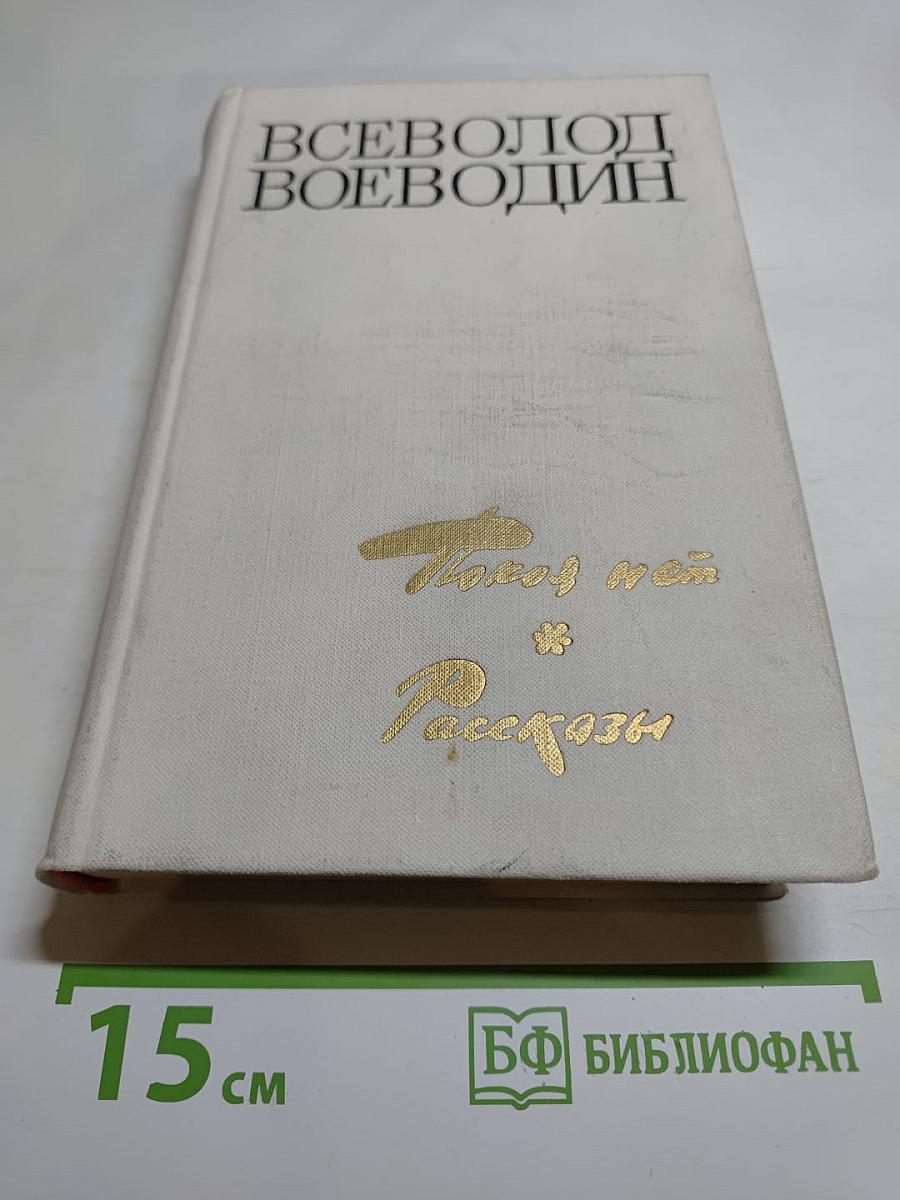 ВСЕВОЛОД
ВОЕВОДИН
Покоя нет
*
Рассказы
15 см
БФ БИБЛИОФАН